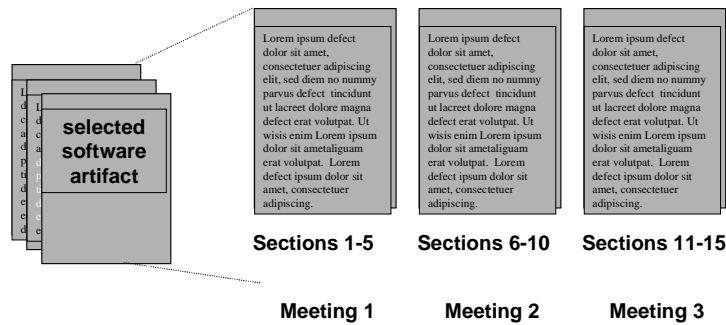 selected
software
artifact
Lorem ipsum defect
dolor sit amet,
consectetuer adipiscing
elit, sed diem no nummy
parvus defect tincidunt
ut lacreet dolore magna
defect erat volutpat. Ut
wisis enim Lorem ipsum
dolor sit ametaliguam
erat volutpat. Lorem
defect ipsum dolor sit
amet, consectetuer
adipiscing.
Lorem ipsum defect
dolor sit amet,
consectetuer adipiscing
elit, sed diem no nummy
parvus defect tincidunt
ut lacreet dolore magna
defect erat volutpat. Ut
wisis enim Lorem ipsum
dolor sit ametaliguam
erat volutpat. Lorem
defect ipsum dolor sit
amet, consectetuer
adipiscing.
Lorem ipsum defect
dolor sit amet,
consectetuer adipiscing
elit, sed diem no nummy
parvus defect tincidunt
ut lacreet dolore magna
defect erat volutpat. Ut
wisis enim Lorem ipsum
dolor sit ametaliguam
erat volutpat. Lorem
defect ipsum dolor sit
amet, consectetuer
adipiscing.
Sections 1-5 Sections 6-10 Sections 11-15
Meeting 1 Meeting 2 Meeting 3